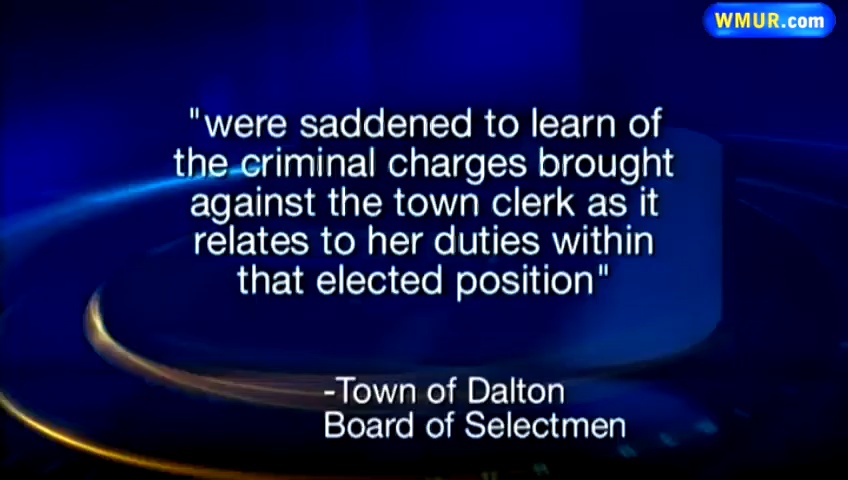 WMUR.com
"were saddened to learn of
the criminal charges brought
against the town clerk as it
relates to her duties within
that elected position"
-Town of Dalton
Board of Selectmen